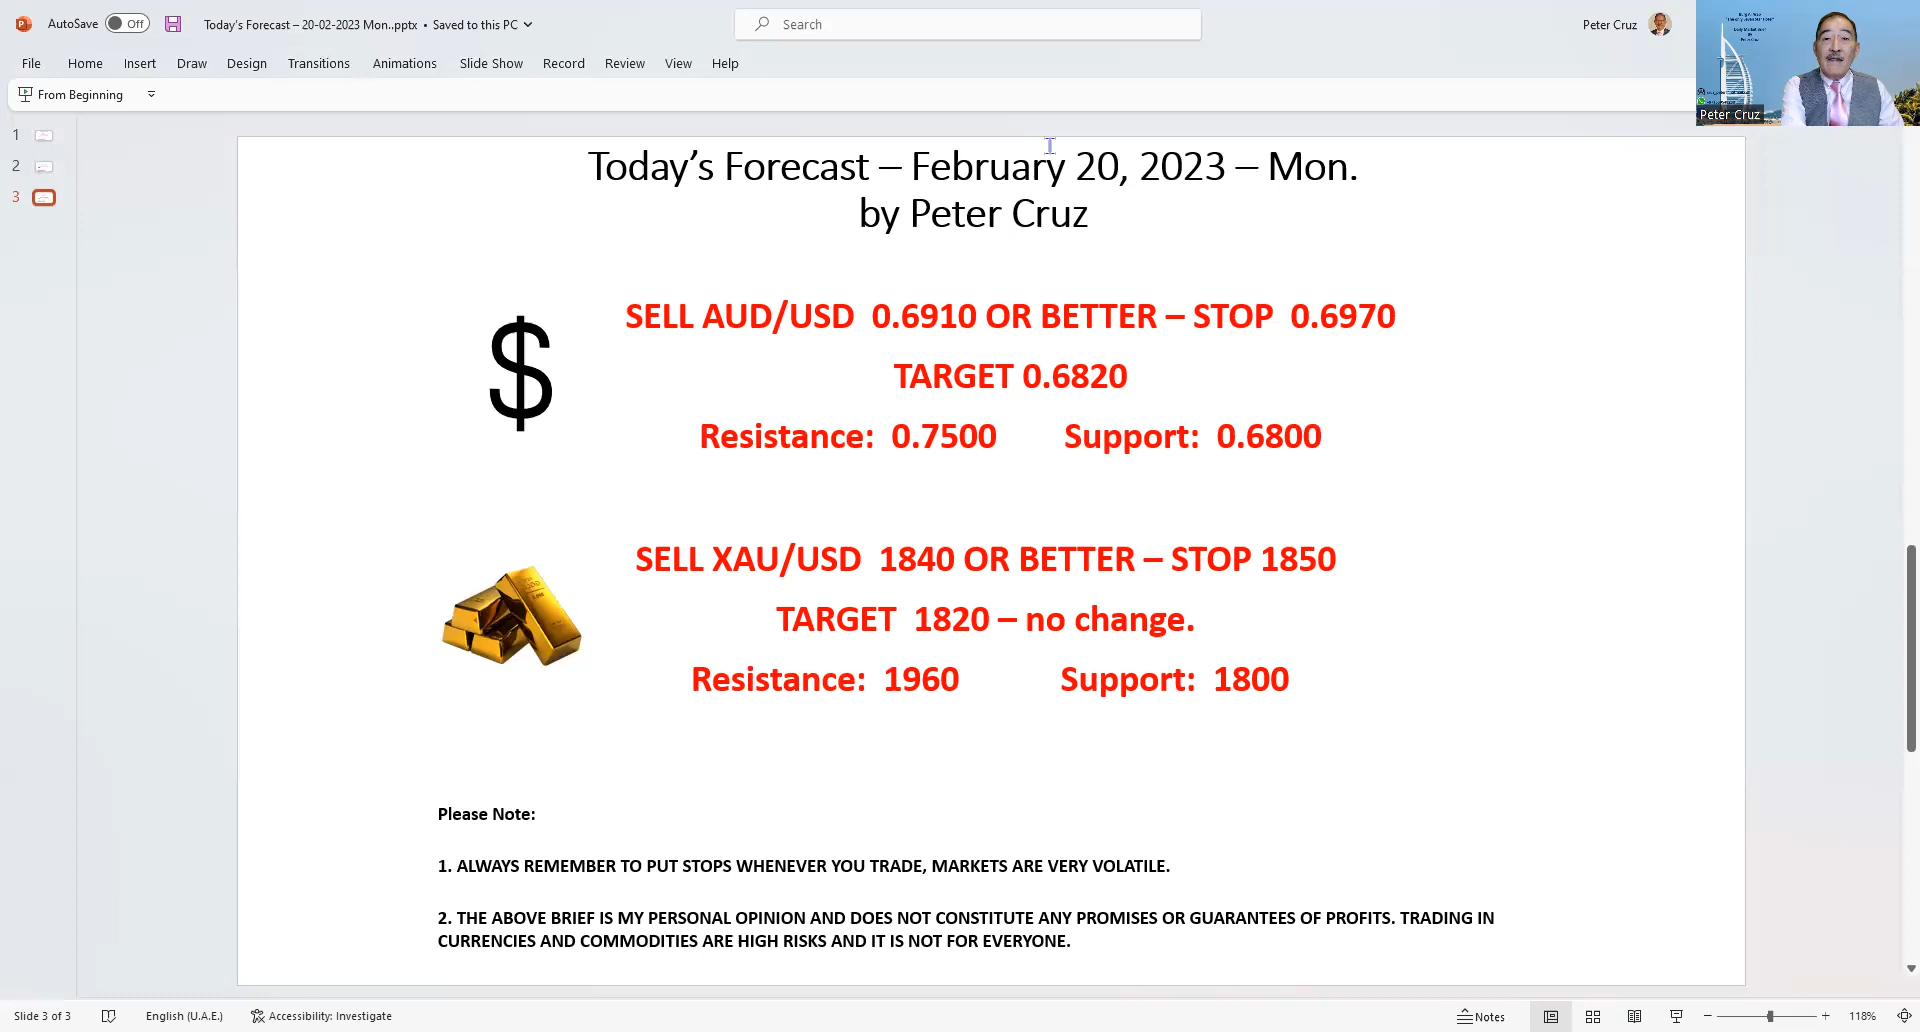 AutoSave Off Today's Forecast – 20-02-2023 Mon..pptx • Saved to this PC Search Peter Cruz
File Home Insert Draw Design Transitions Animations Slide Show Record Review View Help
From Beginning
Peter Cruz
1
2
3
Today's Forecast – February 20, 2023 – Mon.
by Peter Cruz
$
SELL AUD/USD 0.6910 OR BETTER – STOP 0.6970
TARGET 0.6820
Resistance: 0.7500 Support: 0.6800
SELL XAU/USD 1840 OR BETTER – STOP 1850
TARGET 1820 – no change.
Resistance: 1960 Support: 1800
Please Note:
1. ALWAYS REMEMBER TO PUT STOPS WHENEVER YOU TRADE, MARKETS ARE VERY VOLATILE.
2. THE ABOVE BRIEF IS MY PERSONAL OPINION AND DOES NOT CONSTITUTE ANY PROMISES OR GUARANTEES OF PROFITS. TRADING IN
CURRENCIES AND COMMODITIES ARE HIGH RISKS AND IT IS NOT FOR EVERYONE.
Slide 3 of 3 English (U.A.E.) Accessibility: Investigate Notes 118%